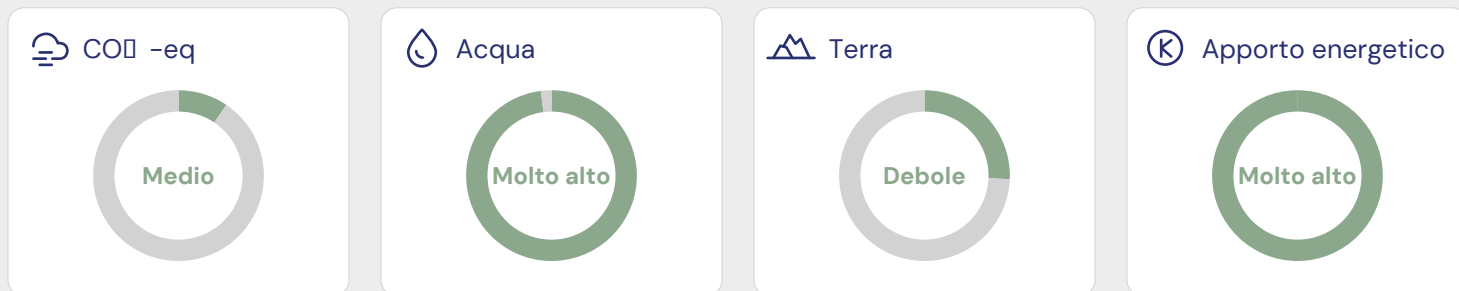 CO▯ -eq
Acqua
Terra
Apporto energetico
Medio
Molto alto
Debole
Molto alto